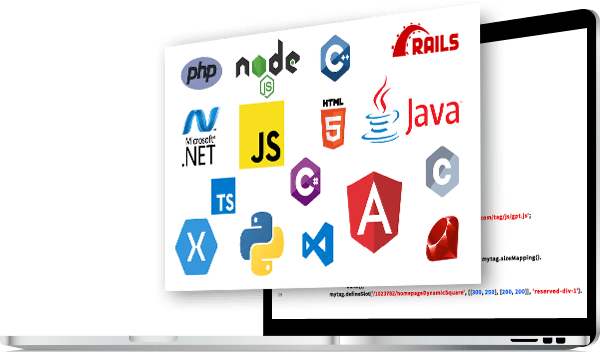 php
node
JS
C++
RAILS
Microsoft®
.NET
JS
HTML
5
Java
TS
C#
C
A
com/tag/js/gpt.js';
mytag.sizeMapping().
mytag.defineSlot('/1023782/homepageDynamicSquare', [[300, 250], [200, 200]], 'reserved-div-1').